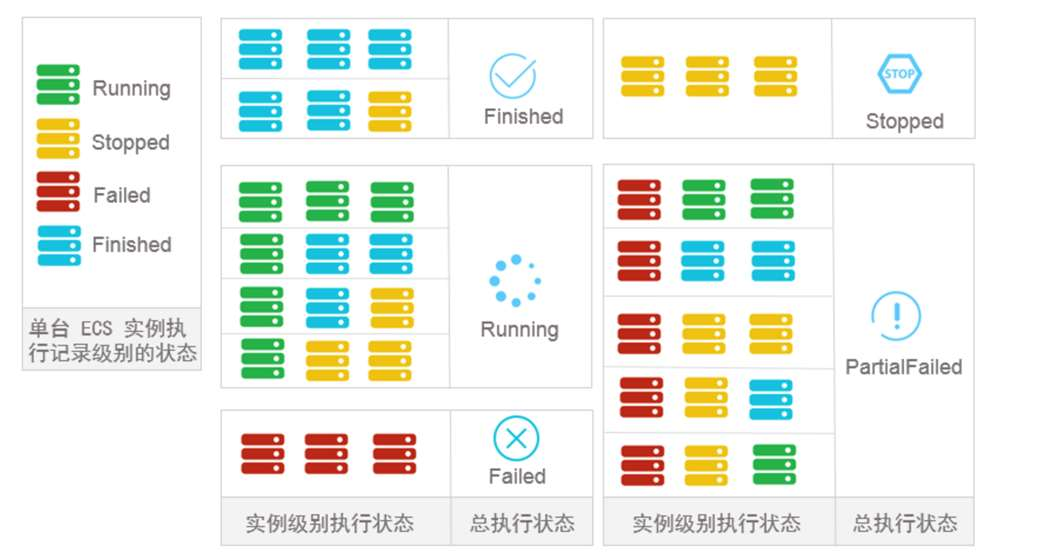 Running
Stopped
Failed
Finished
单台 ECS 实例执
行记录级别的状态
Finished
Running
Failed
实例级别执行状态
总执行状态
STOP
Stopped
PartialFailed
实例级别执行状态
总执行状态